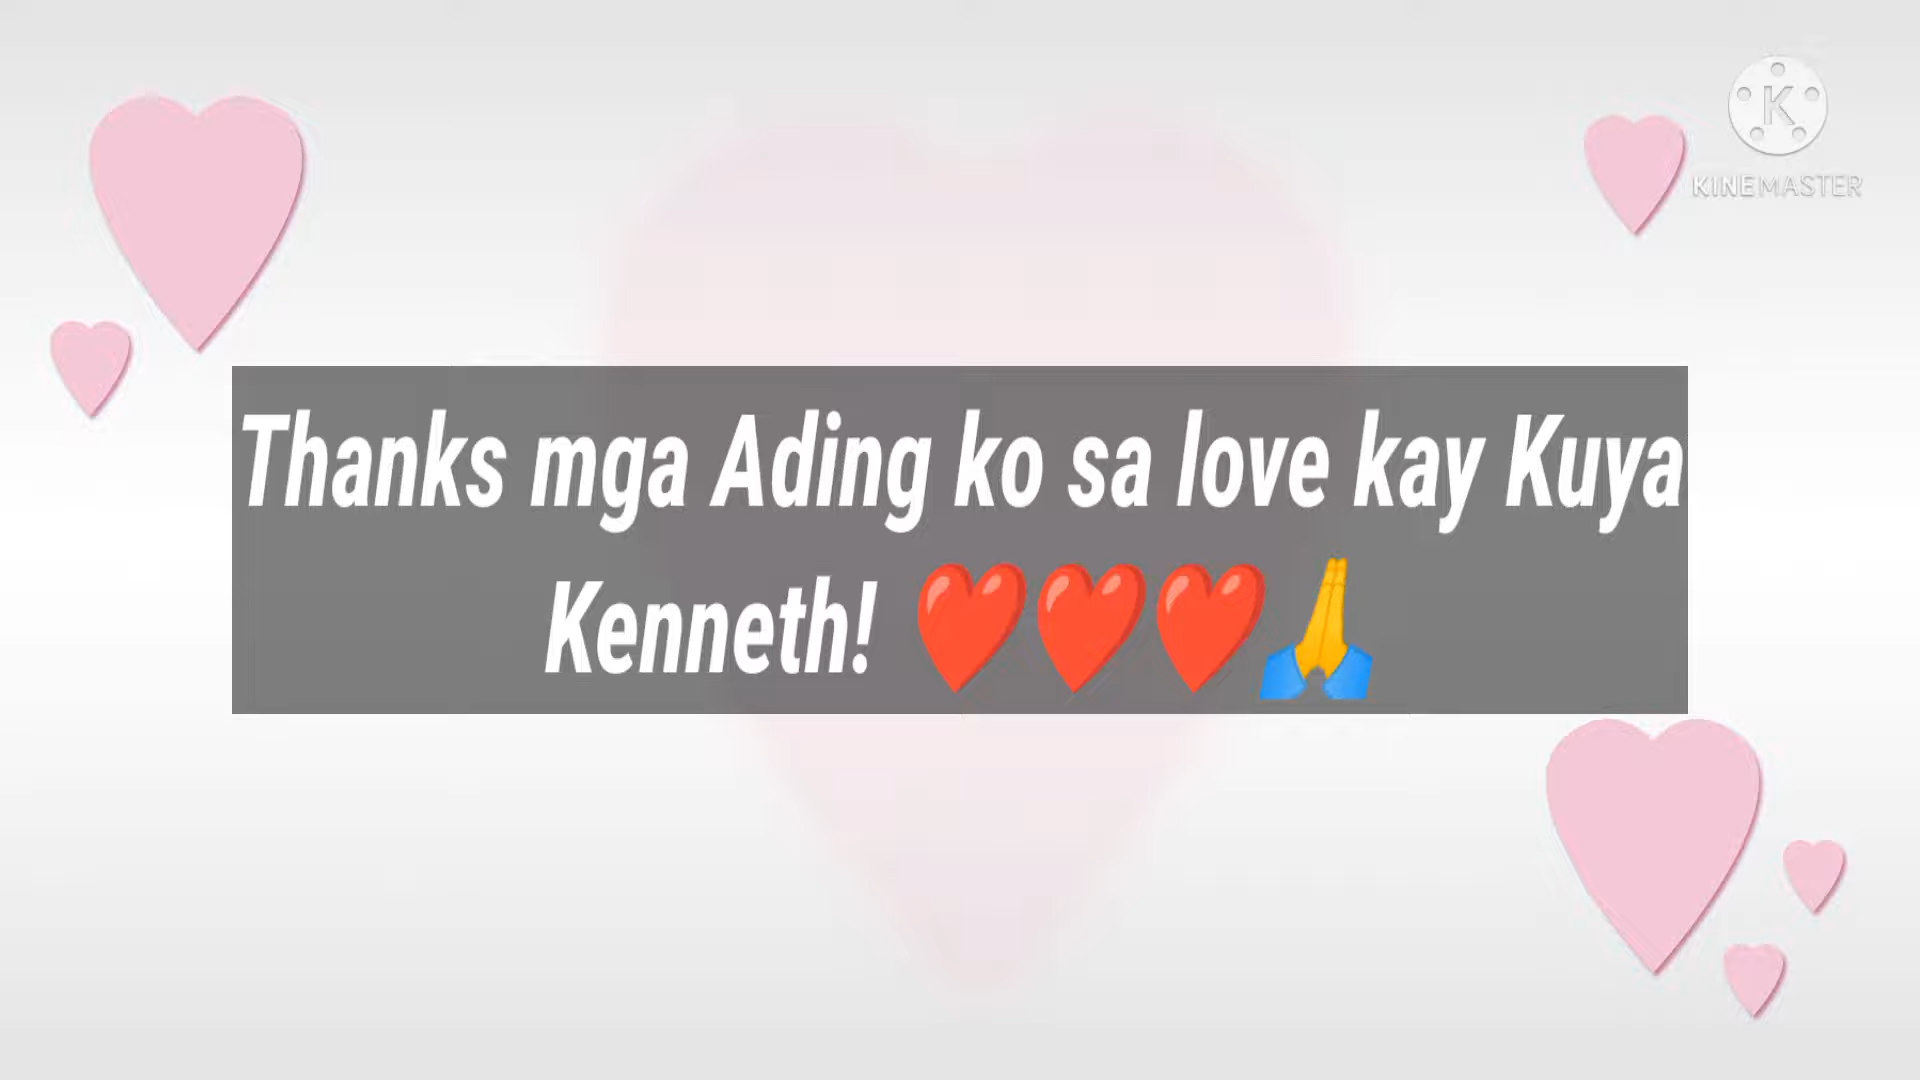 K
KINEMASTER
Thanks mga Ading ko sa love kay Kuya
Kenneth! ❤️❤️❤️🙏